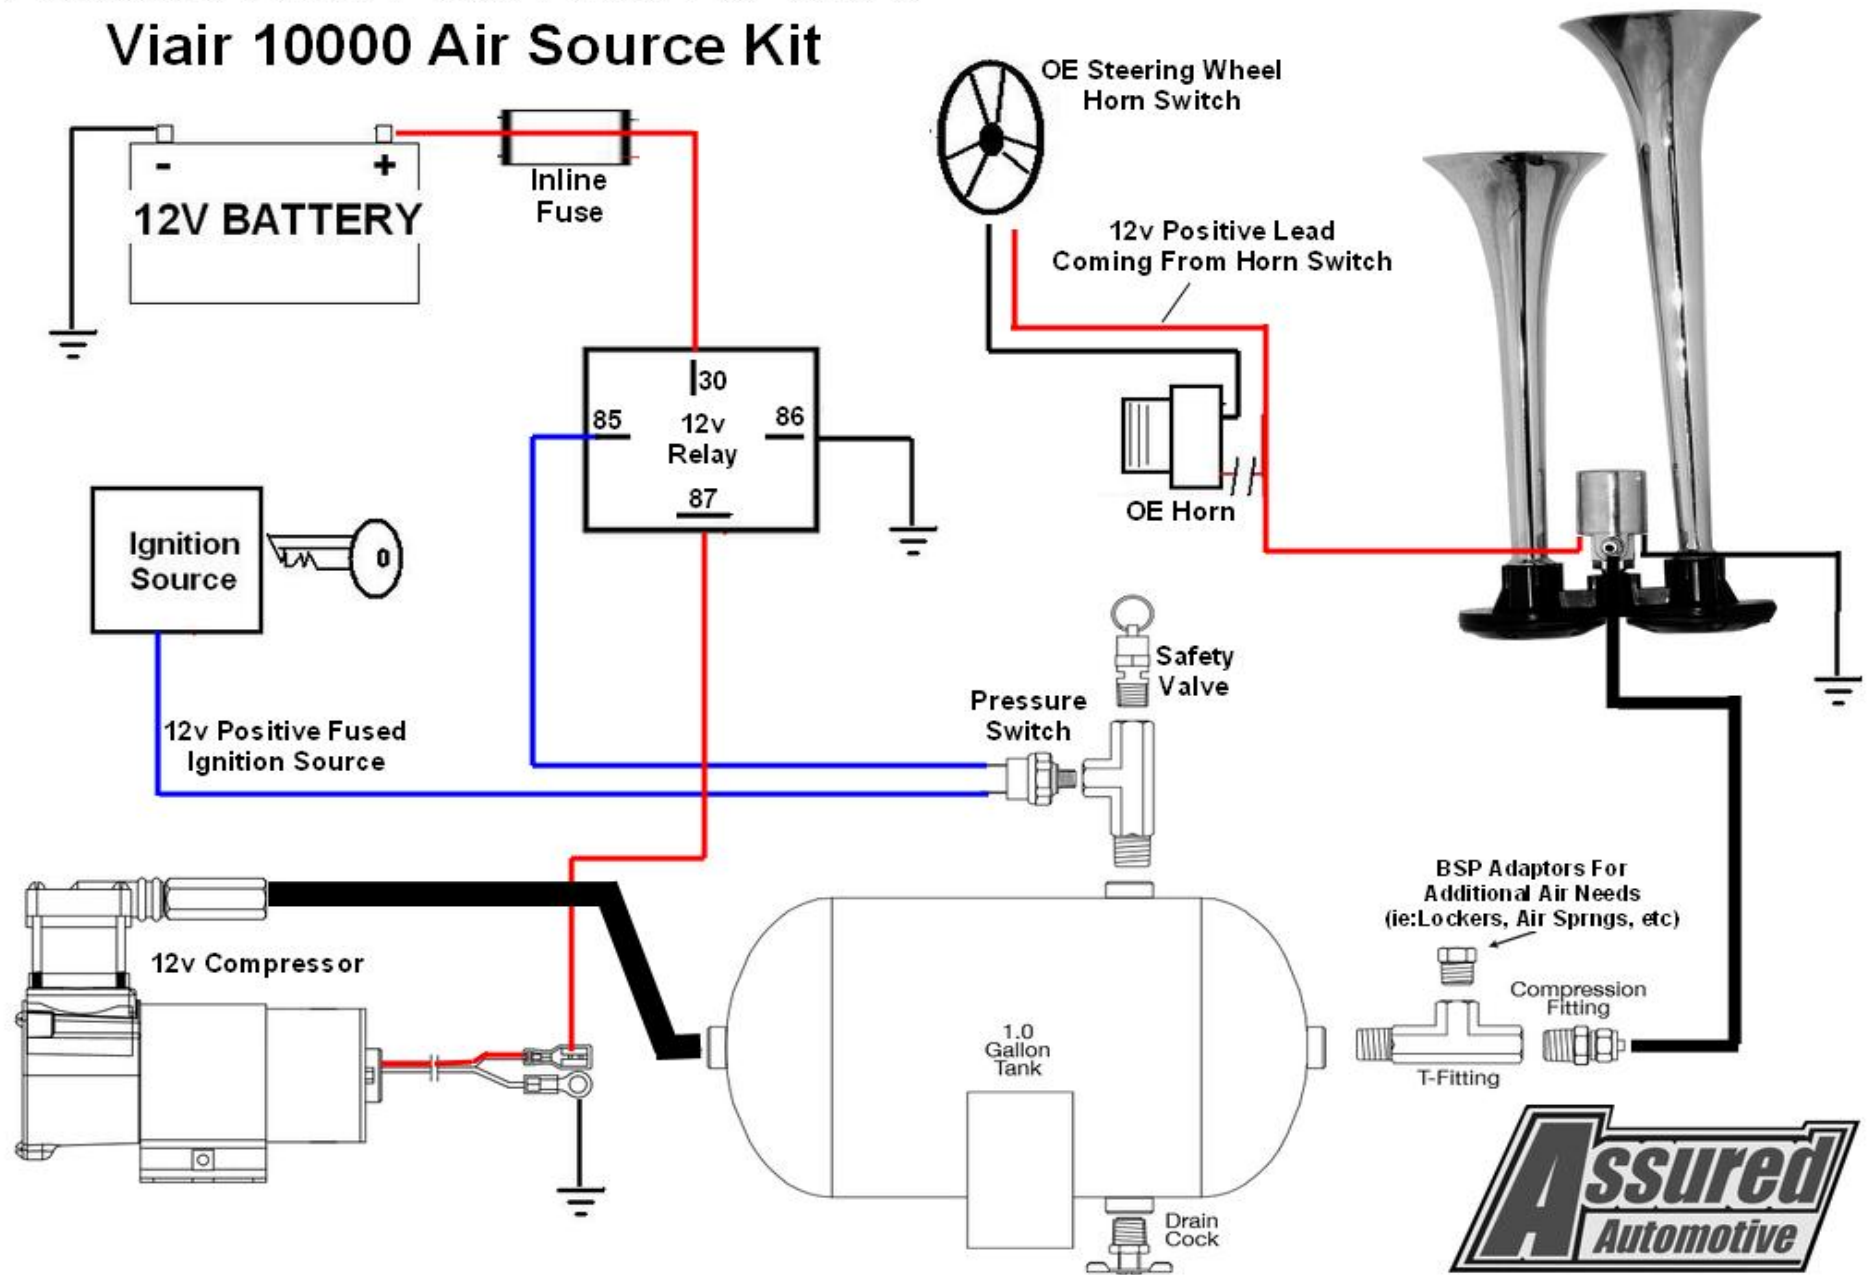 Viair 10000 Air Source Kit
OE Steering Wheel
Horn Switch
-
+
12V BATTERY
Inline
Fuse
12v Positive Lead
Coming From Horn Switch
30
85
12v
Relay
86
87
OE Horn
Ignition
Source
0
Safety
Valve
Pressure
Switch
12v Positive Fused
Ignition Source
12v Compressor
BSP Adaptors For
Additional Air Needs
(ie:Lockers, Air Sprngs, etc)
Compression
Fitting
T-Fitting
1.0
Gallon
Tank
Drain
Cock
Assured
Automotive